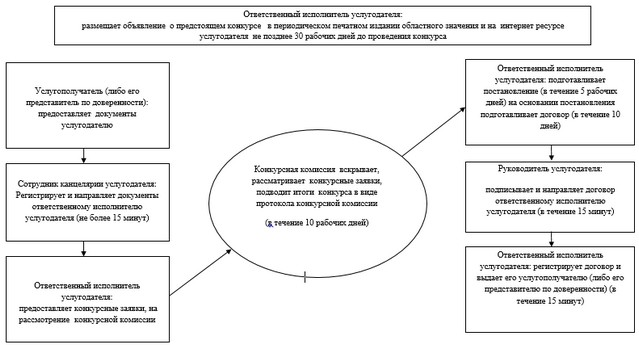 Ответственный исполнитель услугодателя:
размещает объявление о предстоящем конкурсе в периодическом печатном издании областного значения и на интернет ресурсе
услугодателя не позднее 30 рабочих дней до проведения конкурса
Услугополучатель (либо его
представитель по доверенности):
предоставляет документы
услугодателю
Сотрудник канцелярии услугодателя:
Регистрирует и направляет документы
ответственному исполнителю
услугодателя (не более 15 минут)
Ответственный исполнитель
услугодателя:
предоставляет конкурсные заявки, на
рассмотрение конкурсной комиссии
Конкурсная комиссия вскрывает,
рассматривает конкурсные заявки,
подводит итоги конкурса в виде
протокола конкурсной комиссии
(в течение 10 рабочих дней)
Ответственный исполнитель
услугодателя: подготавливает
постановление (в течение 5 рабочих
дней) на основании постановления
подготавливает договор (в течение 10
дней)
Руководитель услугодателя:
подписывает и направляет договор
ответственному исполнителю
услугодателя (в течение 15 минут)
Ответственный исполнитель
услугодателя: регистрирует договор и
выдает его услугополучателю (либо его
представителю по доверенности) (в
течение 15 минут)